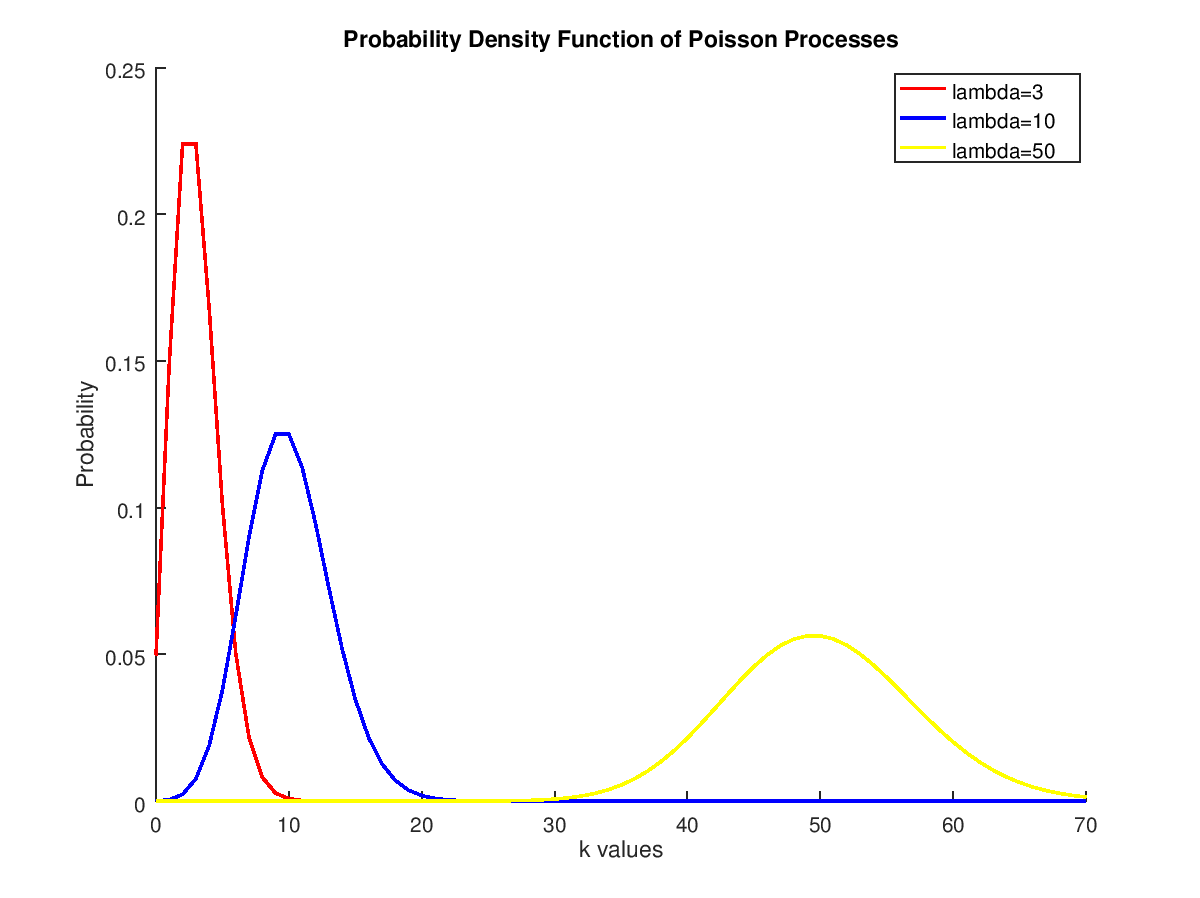 Probability Density Function of Poisson Processes
lambda=3
lambda=10
lambda=50
0.25
0.2
0.15
0.1
0.05
0
Probability
0 10 20 30 40 50 60 70
k values